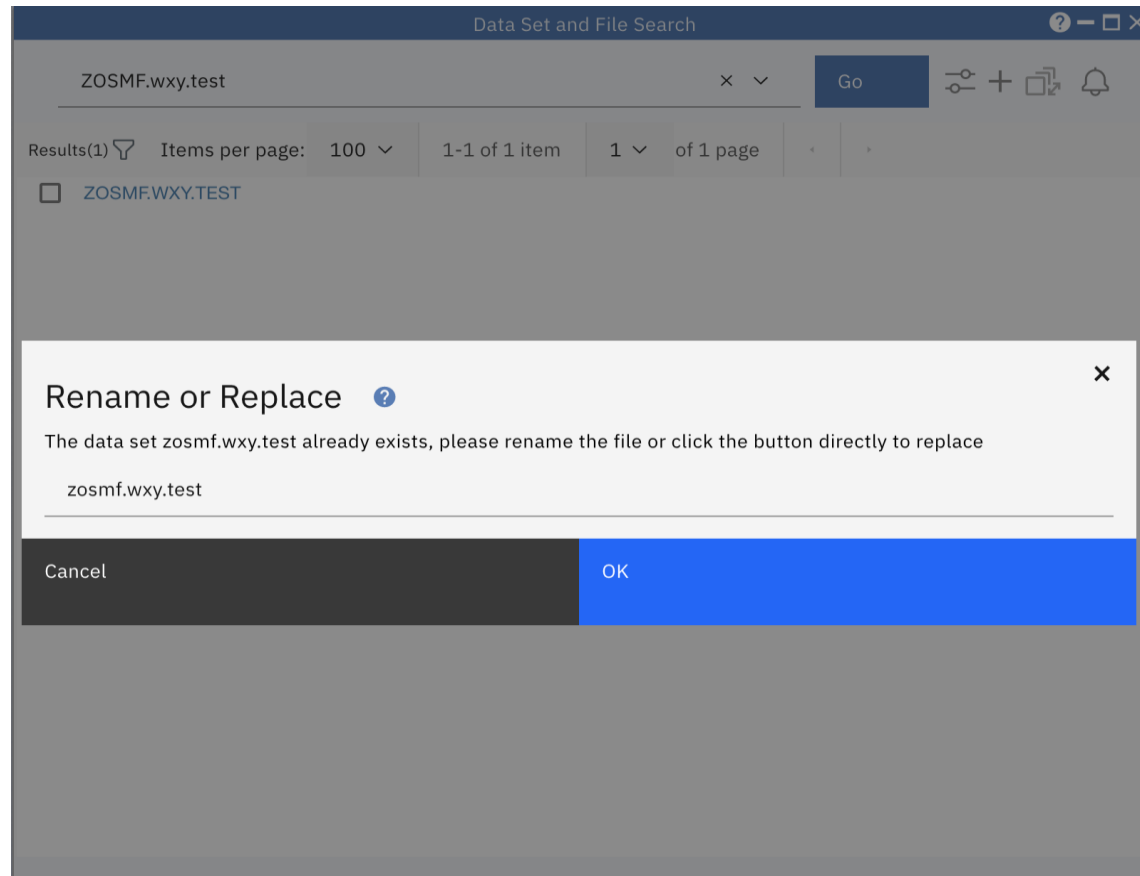 Data Set and File Search
ZOSMF.wxy.test Go
Results(1) Items per page: 100 1-1 of 1 item 1 of 1 page
ZOSMF.WXY.TEST
Rename or Replace
The data set zosmf.wxy.test already exists, please rename the file or click the button directly to replace
zosmf.wxy.test
Cancel OK